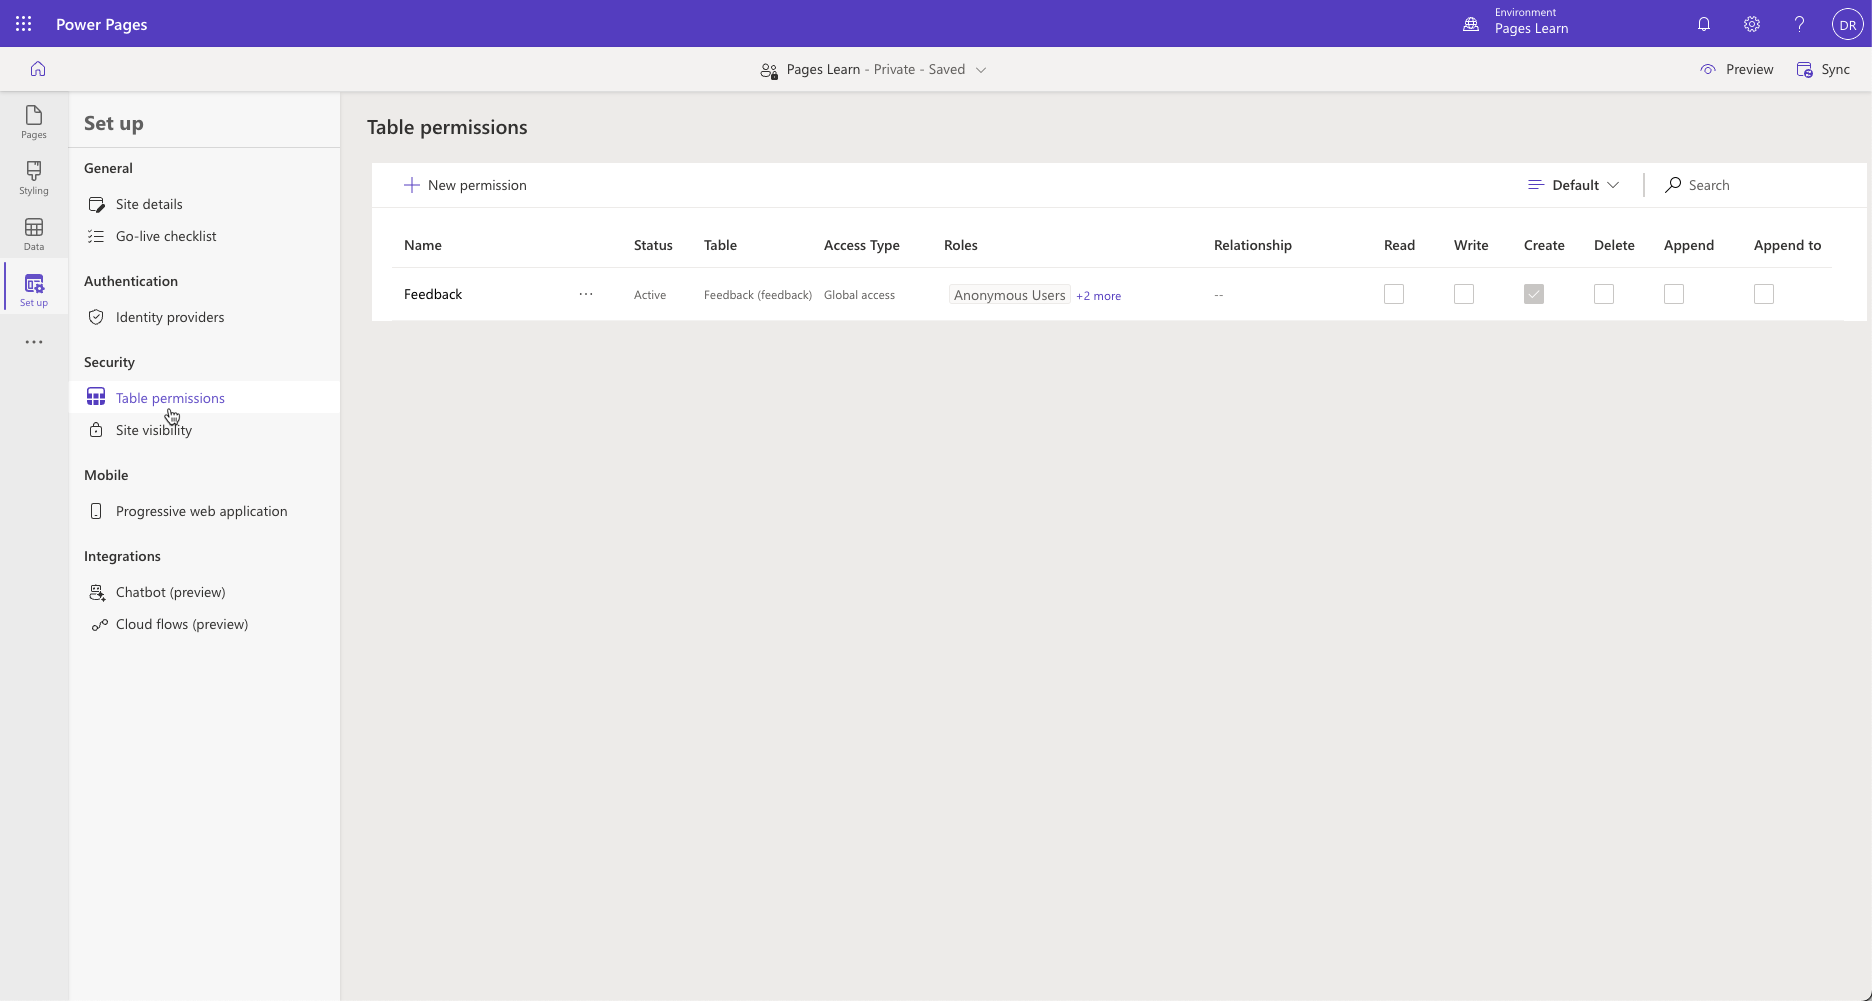 Power Pages
Environment
Pages Learn
?
DR
Pages Learn - Private - Saved
Preview
Sync
Pages
Styling
Data
Set up
Set up
General
Site details
Go-live checklist
Authentication
Identity providers
Security
Table permissions
Site visibility
Mobile
Progressive web application
Integrations
Chatbot (preview)
Cloud flows (preview)
Table permissions
New permission
Default
Search
Name Status Table Access Type Roles Relationship Read Write Create Delete Append Append to
Feedback ··· Active Feedback (feedback) Global access Anonymous Users +2 more --